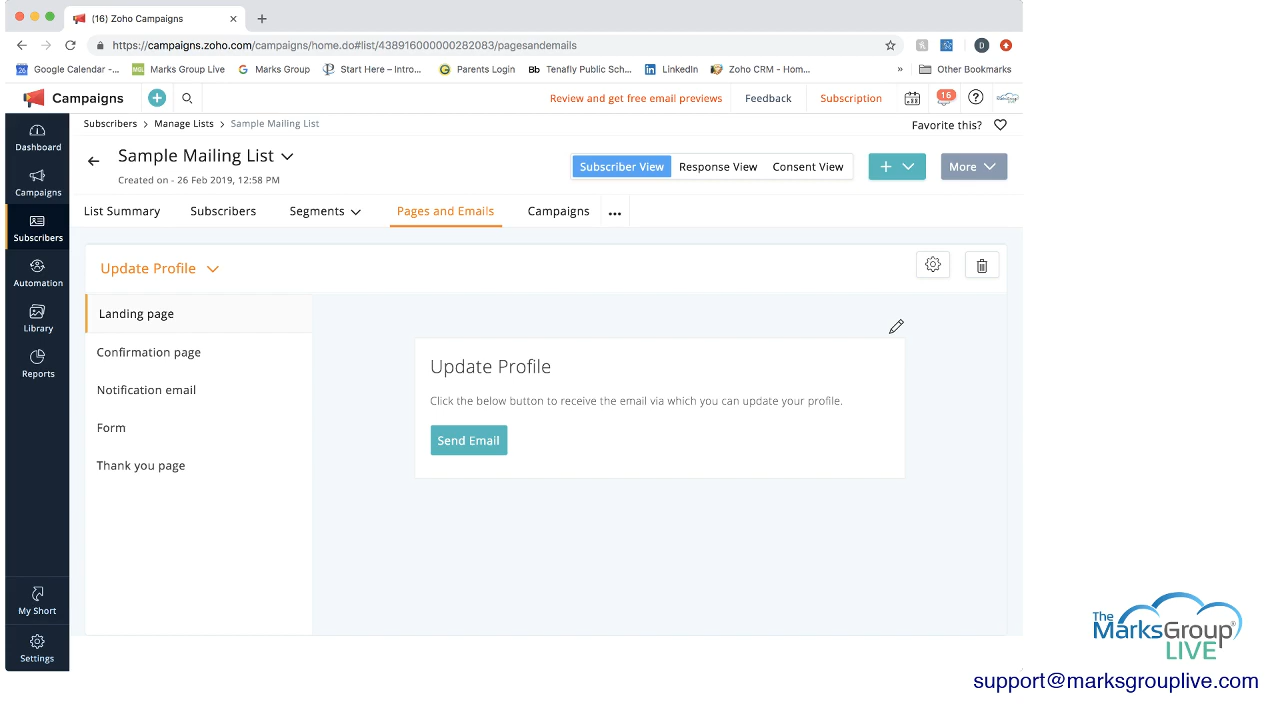 (16) Zoho Campaigns
https://campaigns.zoho.com/campaigns/home.do#list/438916000000282083/pagesandemails
D
26 Google Calendar -... MGL Marks Group Live G Marks Group Start Here – Intro... Parents Login Bb Tenafly Public Sch... in LinkedIn Zoho CRM - Hom... » Other Bookmarks
Campaigns Review and get free email previews Feedback Subscription 16
Subscribers > Manage Lists > Sample Mailing List Favorite this?
Sample Mailing List Subscriber View Response View Consent View + More
Created on - 26 Feb 2019, 12:58 PM
List Summary Subscribers Segments Pages and Emails Campaigns ...
Dashboard
Campaigns
Subscribers
Automation
Library
Reports
My Short
Settings
Update Profile
Landing page
Confirmation page
Notification email
Form
Thank you page
Update Profile
Click the below button to receive the email via which you can update your profile.
Send Email
The
MarksGroup®
LIVE
support@marksgrouplive.com